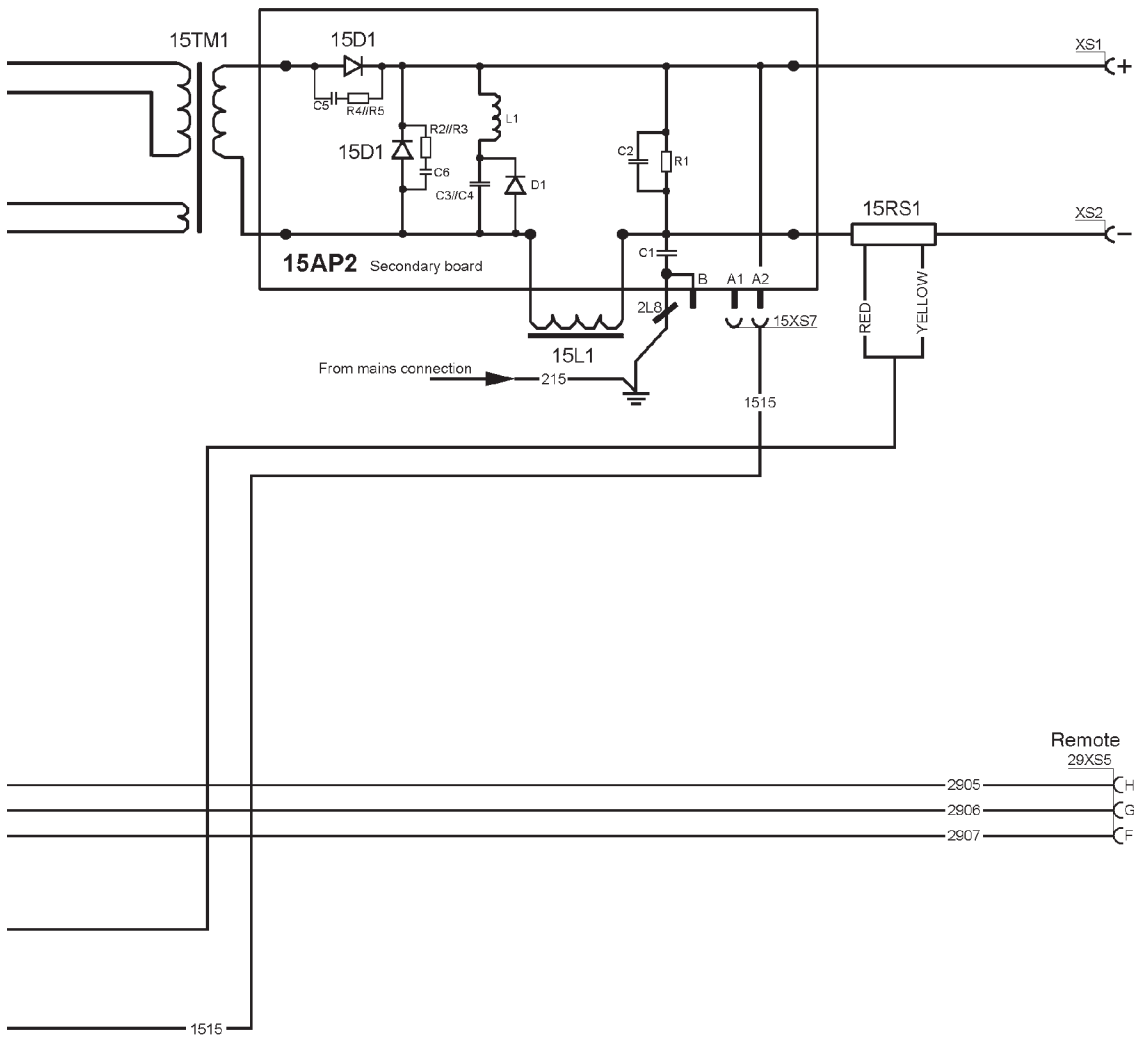 15TM1
15D1
XS1
+
C5
R4//R5
L1
R2//R3
15D1
C6
C3//C4
D1
C2
R1
15RS1
XS2
−
15AP2 Secondary board
C1
B
A1
A2
RED
YELLOW
2L8
15XS7
15L1
From mains connection
215
1515
Remote
29XS5
2905
H
2906
G
2907
F
1515